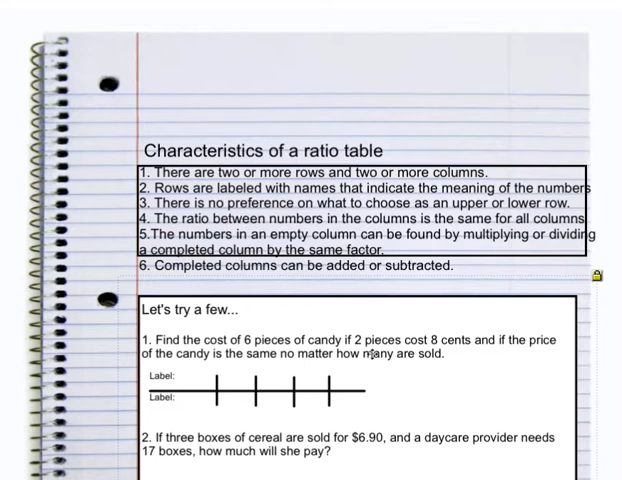 Characteristics of a ratio table
1. There are two or more rows and two or more columns.
2. Rows are labeled with names that indicate the meaning of the numbers
3. There is no preference on what to choose as an upper or lower row.
4. The ratio between numbers in the columns is the same for all columns.
5.The numbers in an empty column can be found by multiplying or dividing
a completed column by the same factor.
6. Completed columns can be added or subtracted.
Let's try a few...
1. Find the cost of 6 pieces of candy if 2 pieces cost 8 cents and if the price
of the candy is the same no matter how many are sold.
Label:
Label:
2. If three boxes of cereal are sold for $6.90, and a daycare provider needs
17 boxes, how much will she pay?